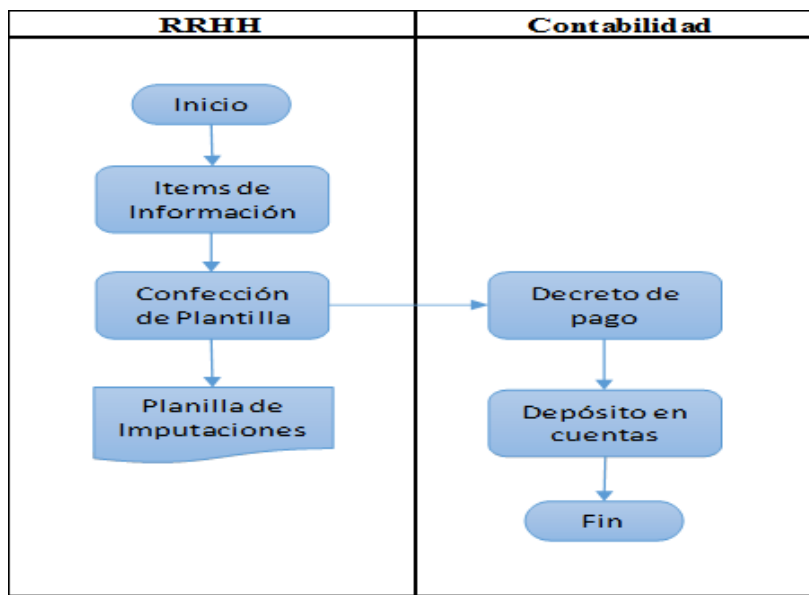 RRHH
Contabilidad
Inicio
Items de
Información
Confección
de Plantilla
Planilla de
Imputaciones
Decreto de
pago
Depósito en
cuentas
Fin